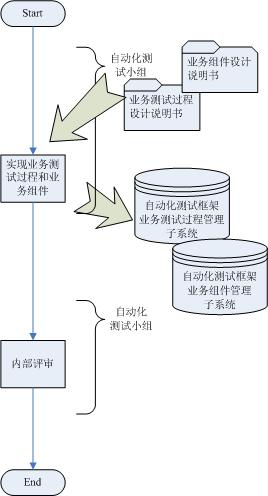 Start
自动化测
试小组
业务组件设计
说明书
业务测试过程
设计说明书
实现业务测
试过程和业
务组件
自动化测试框架
业务测试过程管理
子系统
自动化测试框架
业务组件管理
子系统
自动化
测试小组
内部评审
End